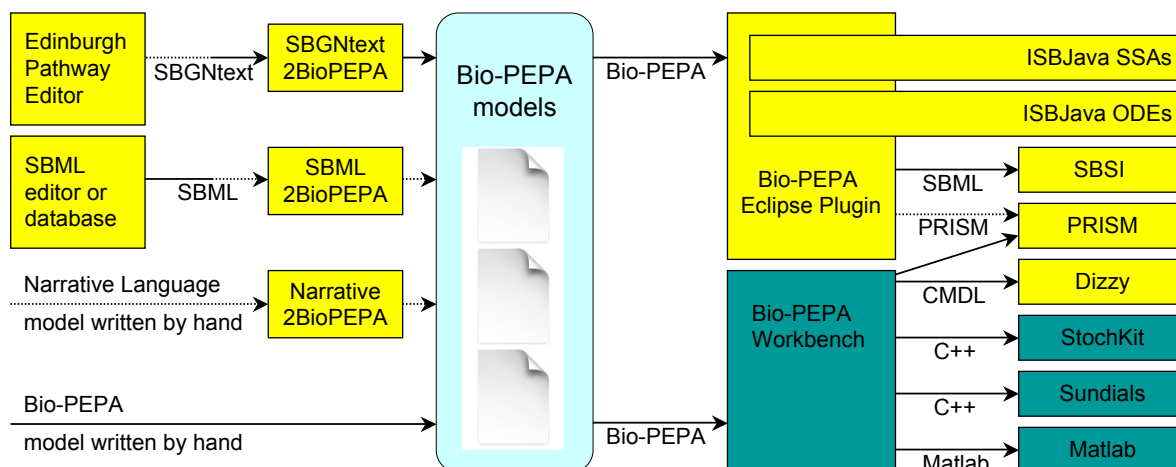 Edinburgh
Pathway
Editor
SBGNtext
SBGNtext
2BioPEPA
SBML
editor or
database
SBML
SBML
2BioPEPA
Narrative Language
model written by hand
Narrative
2BioPEPA
Bio-PEPA
model written by hand
Bio-PEPA
models
Bio-PEPA
Bio-PEPA
ISBJava SSAs
ISBJava ODEs
Bio-PEPA
Eclipse Plugin
SBML
SBSI
PRISM
PRISM
Bio-PEPA
Workbench
CMDL
Dizzy
C++
StochKit
C++
Sundials
Matlab
Matlab